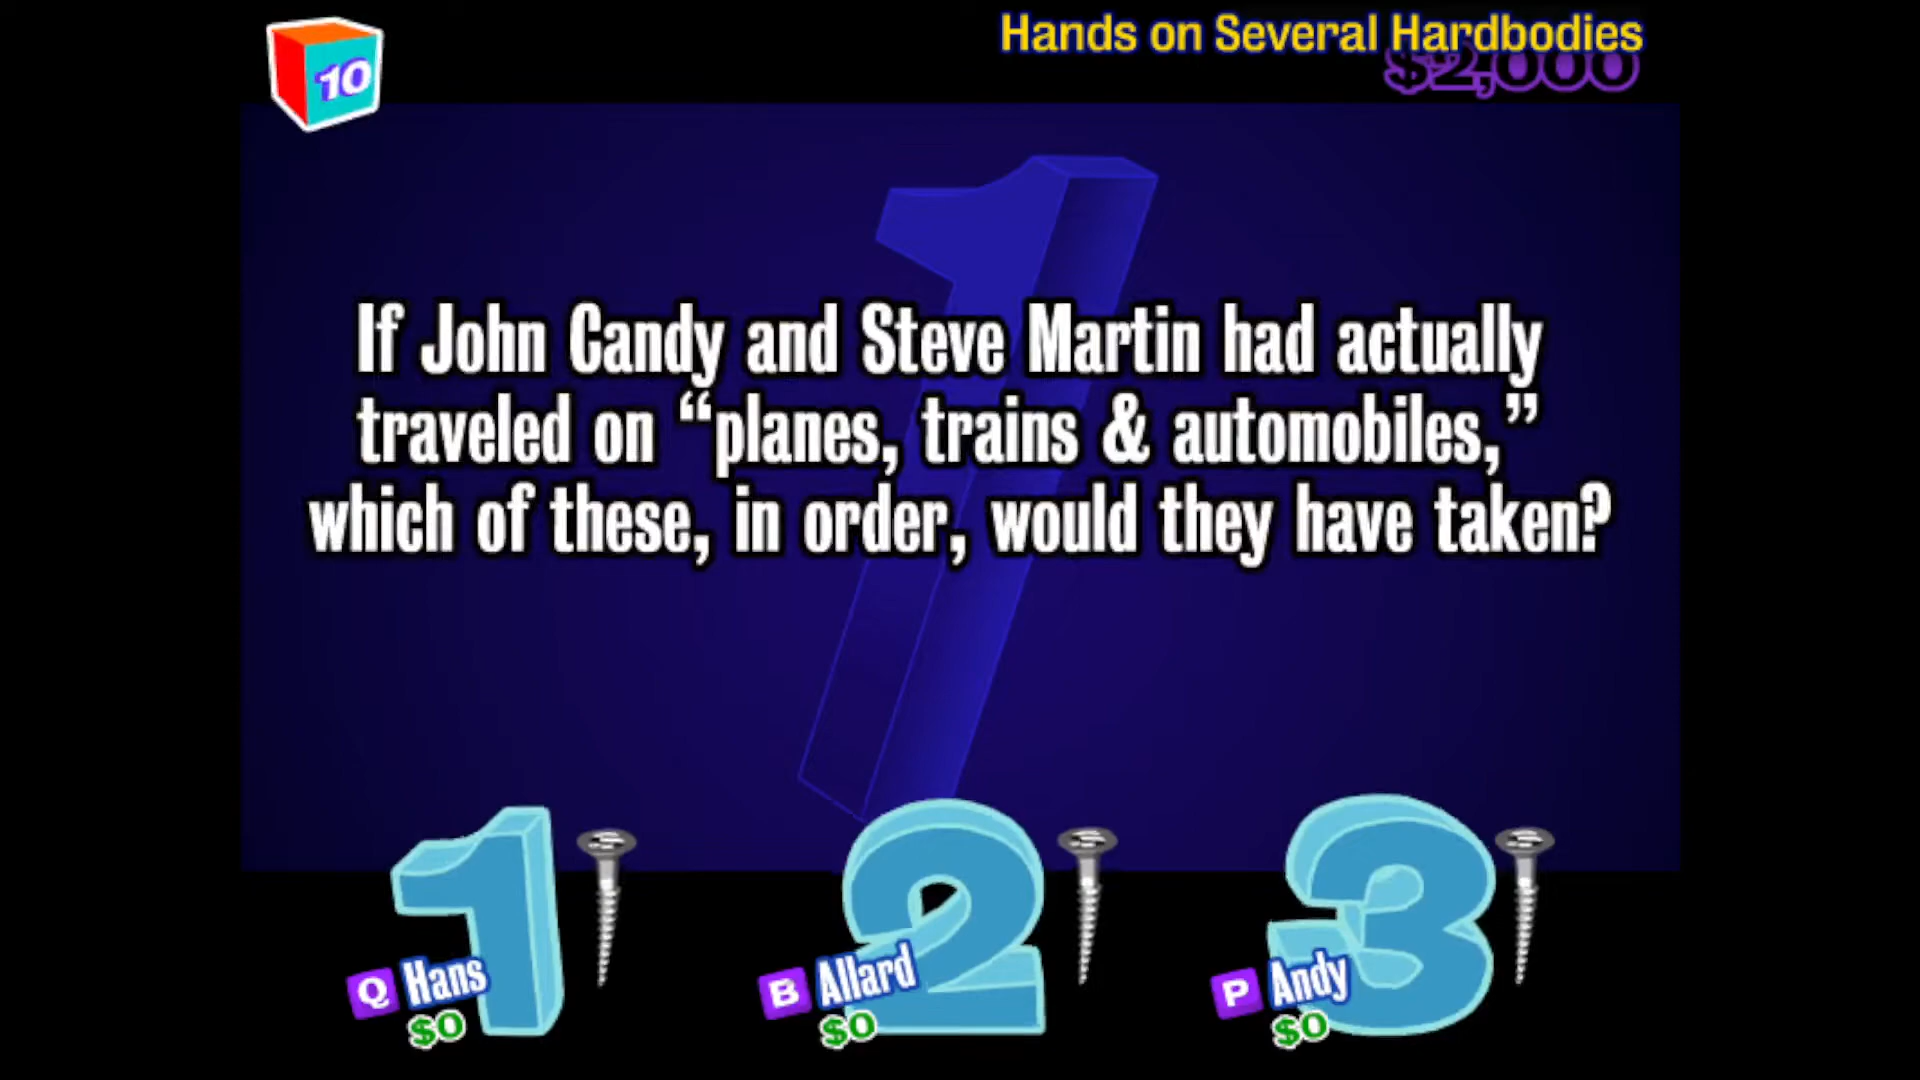 10
Hands on Several Hardbodies
$2,000
1
If John Candy and Steve Martin had actually
traveled on “planes, trains & automobiles,”
which of these, in order, would they have taken?
1
2
3
Q Hans
$0
B Allard
$0
P Andy
$0